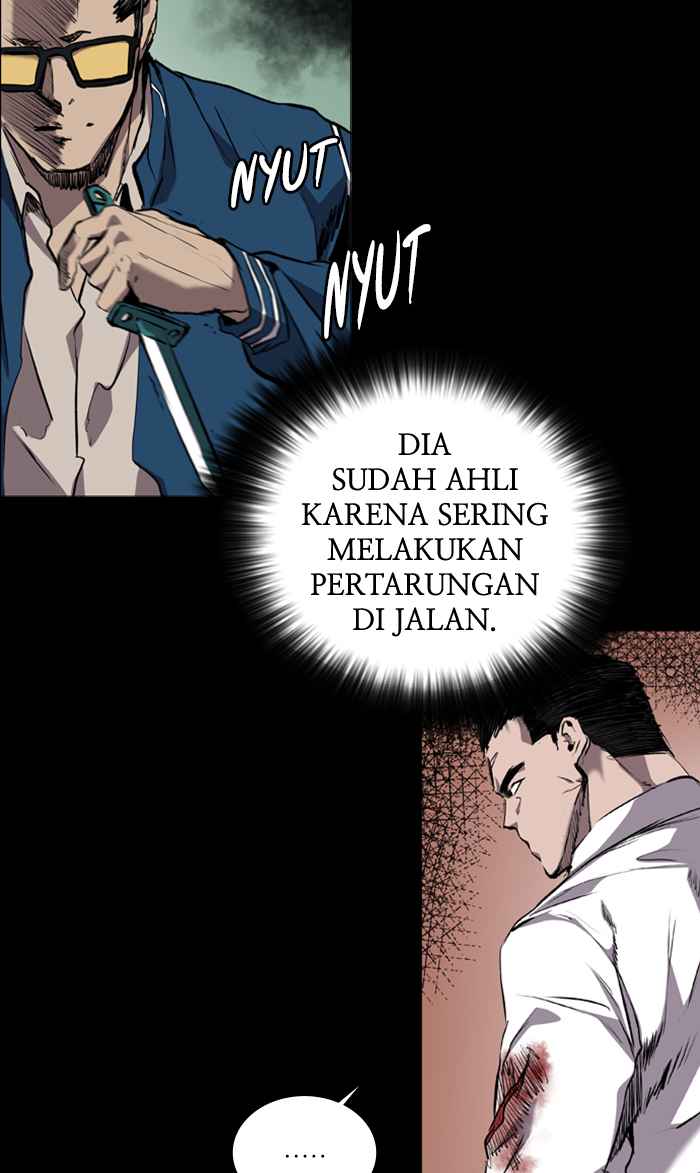 NYUT
NYUT
DIA
SUDAH AHLI
KARENA SERING
MELAKUKAN
PERTARUNGAN
DI JALAN.
.....